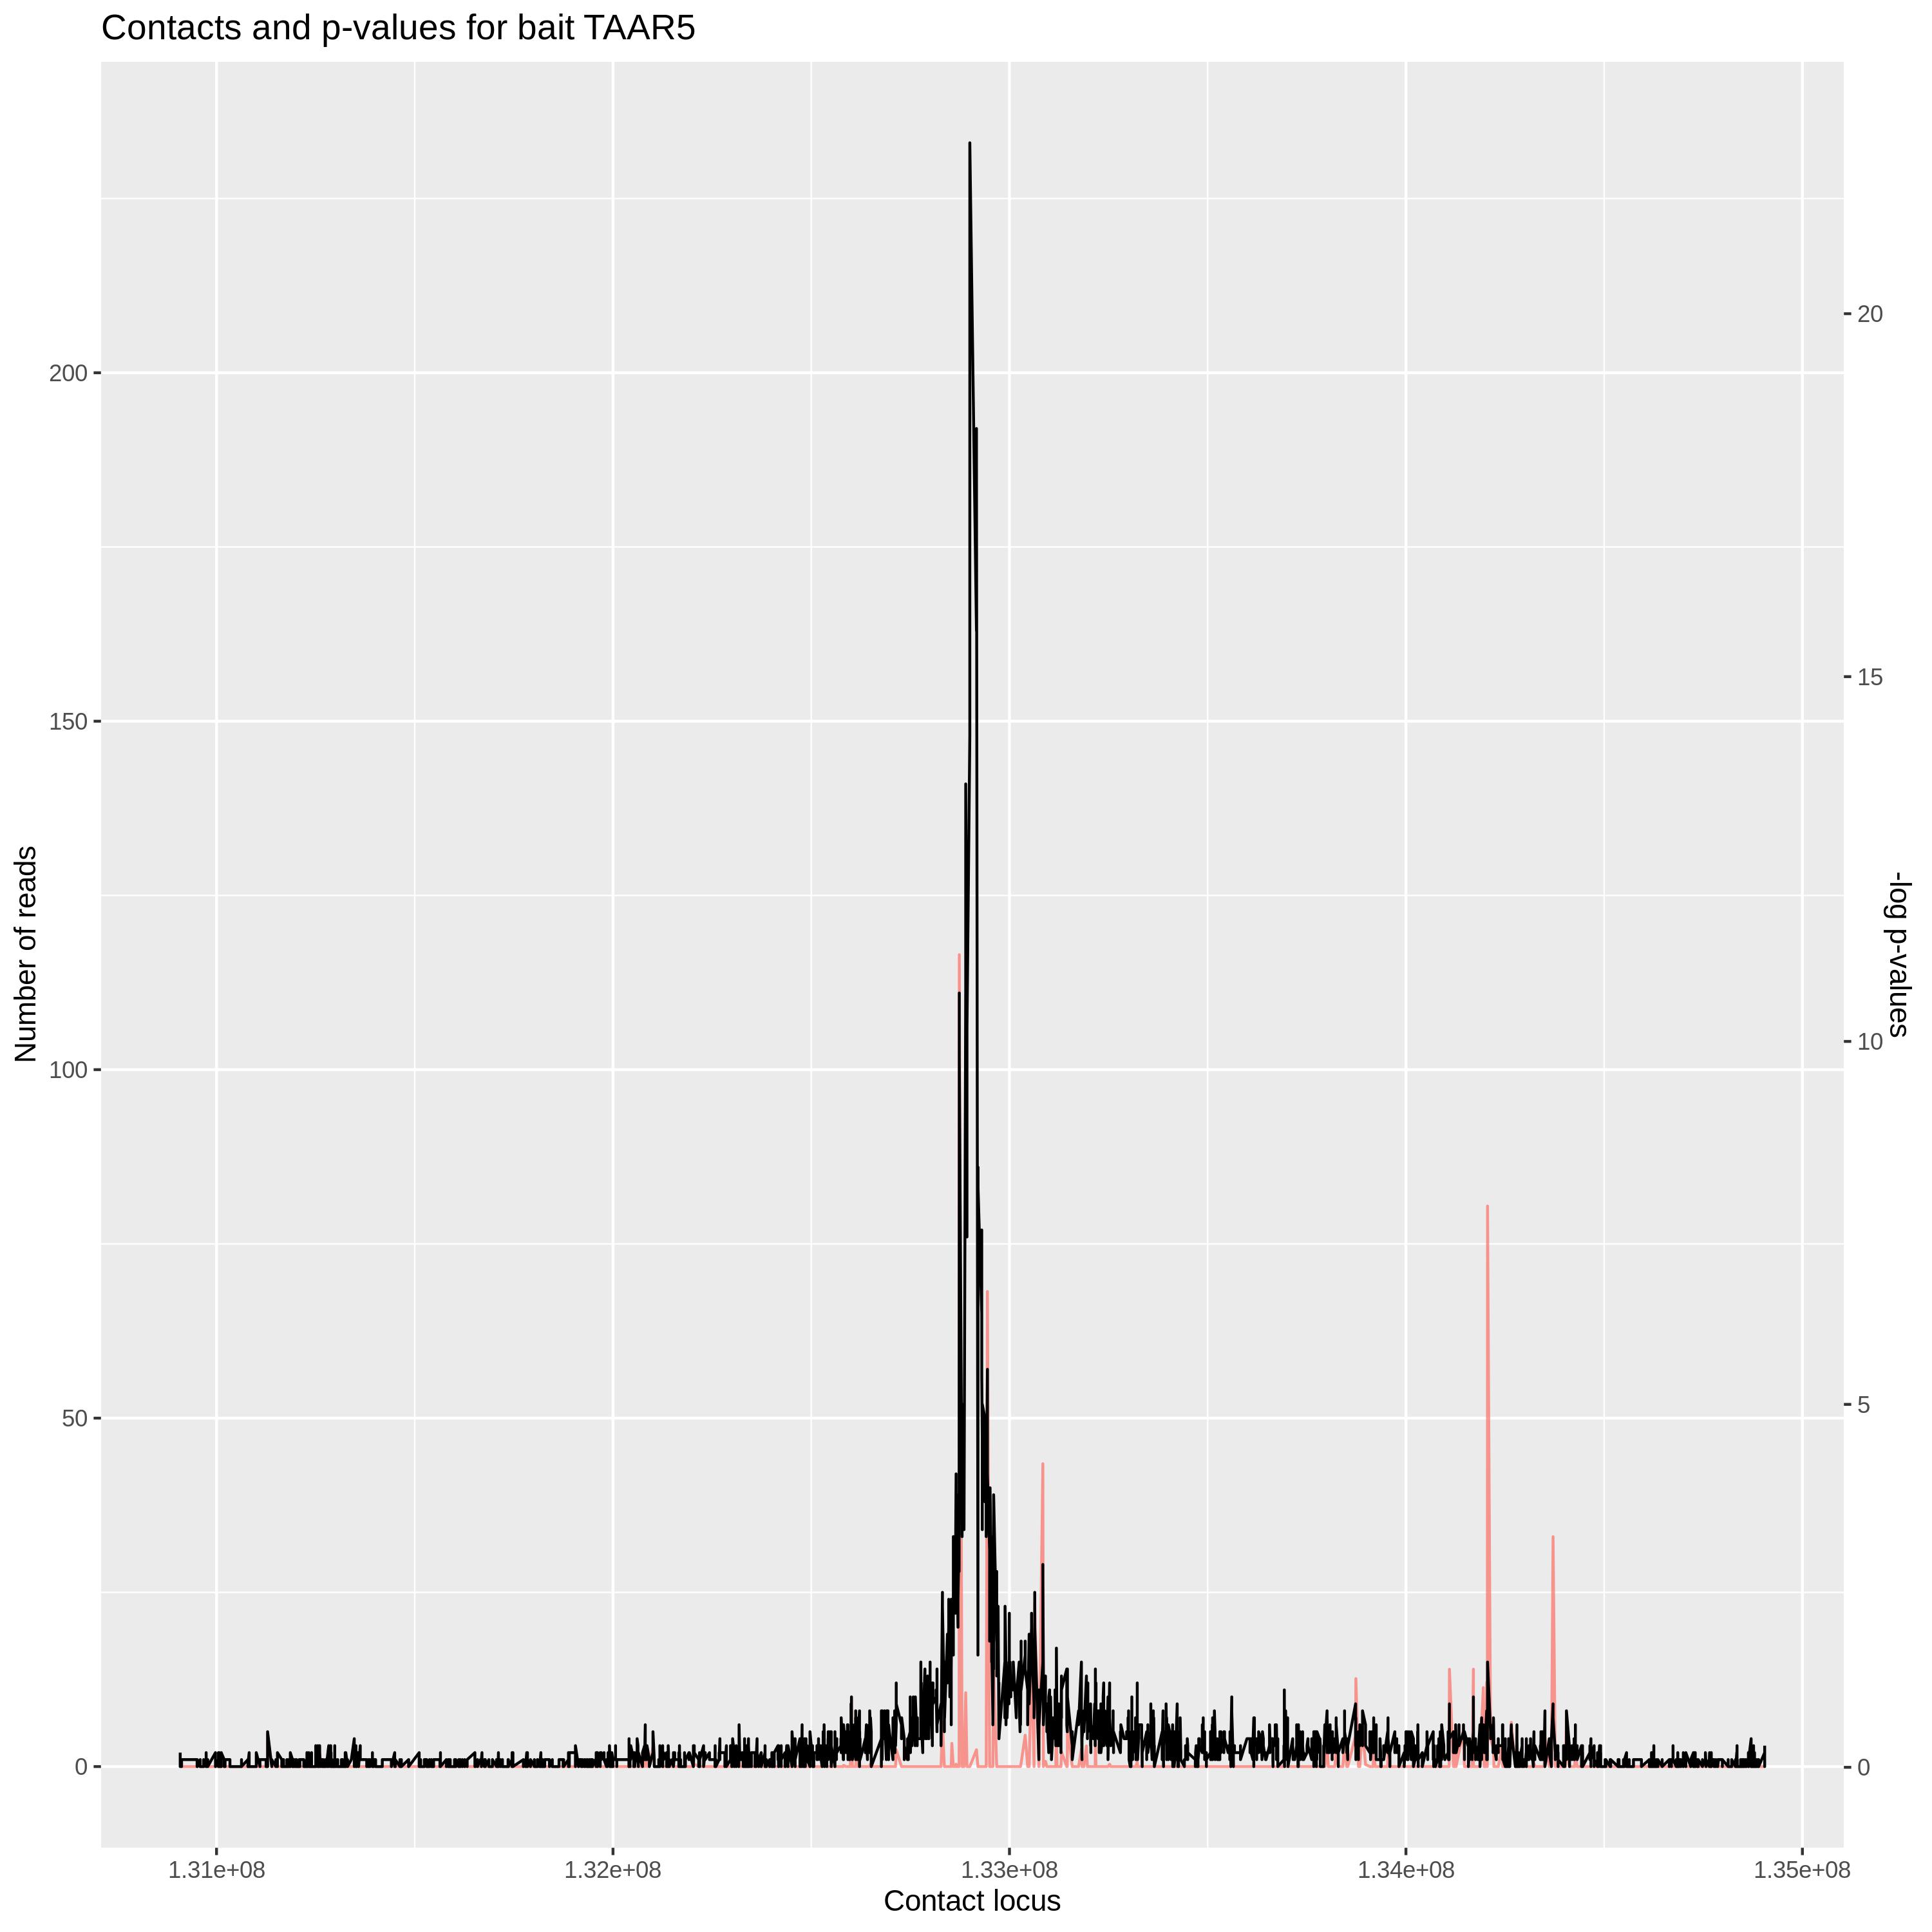 Contacts and p-values for bait TAAR5
Number of reads
200
150
100
50
0
20
15
10
5
0
-log p-values
1.31e+08
1.32e+08
1.33e+08
1.34e+08
1.35e+08
Contact locus